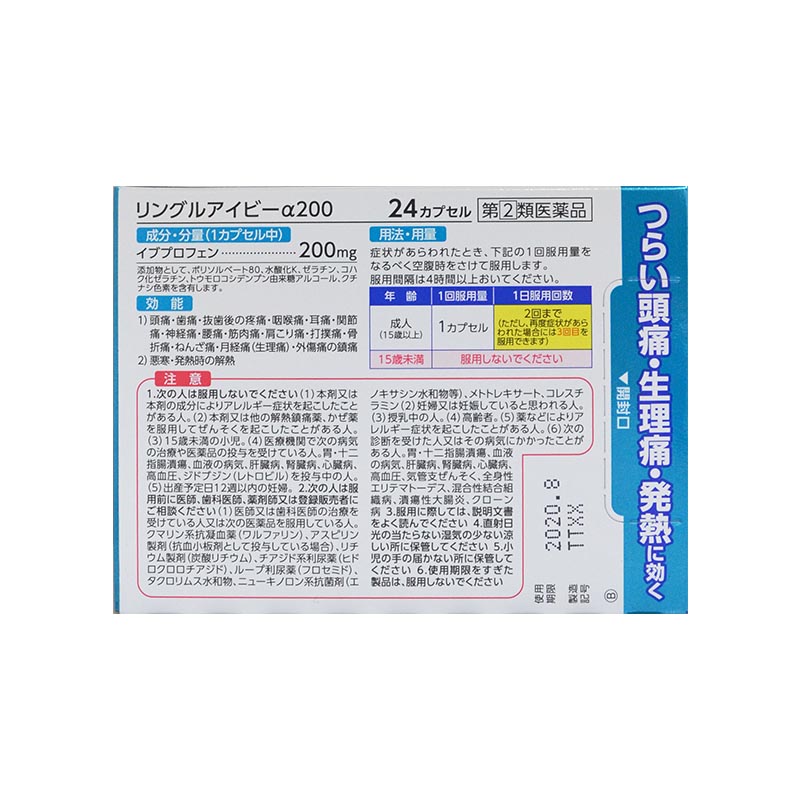 リングルアイビーα200
24カプセル 指定②類医薬品
成分・分量(1カプセル中)
イブプロフェン……………………200mg
添加物として、ポリソルベート80、水酸化K、ゼラチン、コハ
ク化ゼラチン、トウモロコシデンプン由来糖アルコール、クチ
ナシ色素を含有します。
効能
1)頭痛・歯痛・抜歯後の疼痛・咽喉痛・耳痛・関節
痛・神経痛・腰痛・筋肉痛・肩こり痛・打撲痛・骨
折痛・ねんざ痛・月経痛(生理痛)・外傷痛の鎮痛
2)悪寒・発熱時の解熱
用法・用量
症状があらわれたとき、下記の1回服用量を
なるべく空腹時をさけて服用します。
服用間隔は4時間以上おいてください。
年齢 1回服用量 1日服用回数
成人
(15歳以上)
1カプセル
2回まで
(ただし、再度症状があら
われた場合には3回目を
服用できます)
15歳未満 服用しないでください
注意
1.次の人は服用しないでください(1)本剤又は
本剤の成分によりアレルギー症状を起こしたこと
がある人。(2)本剤又は他の解熱鎮痛薬、かぜ薬
を服用してぜんそくを起こしたことがある人。
(3)15歳未満の小児。(4)医療機関で次の病気
の治療や医薬品の投与を受けている人。胃・十二
指腸潰瘍、血液の病気、肝臓病、腎臓病、心臓病、
高血圧、ジドブジン(レトロビル)を投与中の人。
(5)出産予定日12週以内の妊婦。2.次の人は服
用前に医師、歯科医師、薬剤師又は登録販売者に
ご相談ください(1)医師又は歯科医師の治療を
受けている人又は次の医薬品を服用している人。
クマリン系抗凝血薬(ワルファリン)、アスピリン
製剤(抗血小板剤として投与している場合)、リチ
ウム製剤(炭酸リチウム)、チアジド系利尿薬(ヒド
ロクロロチアジド)、ループ利尿薬(フロセミド)、
タクロリムス水和物、ニューキノロン系抗菌剤(エ
ノキサシン水和物等)、メトトレキサート、コレスチ
ラミン(2)妊婦又は妊娠していると思われる人。
(3)授乳中の人。(4)高齢者。(5)薬などによりア
レルギー症状を起こしたことがある人。(6)次の
診断を受けた人又はその病気にかかったことが
ある人。胃・十二指腸潰瘍、血液
の病気、肝臓病、腎臓病、心臓病、
高血圧、気管支ぜんそく、全身性
エリテマトーデス、混合性結合組
織病、潰瘍性大腸炎、クローン
病 3.服用に際しては、説明文書
をよく読んでください 4.直射日
光の当たらない湿気の少ない涼
しい所に保管してください 5.小
児の手の届かない所に保管して
ください 6.使用期限をすぎた
製品は、服用しないでください
使用
期限
2020.8
製造
記号
TTXX
Ⓑ
つらい頭痛・生理痛・発熱に効く
▼開封口